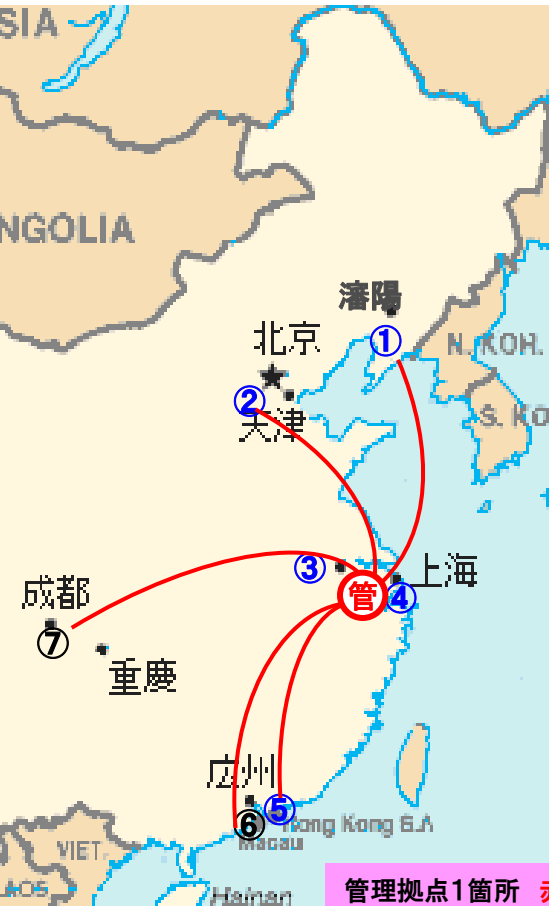 SIA
NGOLIA
瀋陽
①
北京
N. KOR.
②
天津
S. KO
③
上海
管
④
成都
⑦
重慶
広州
⑤
⑥
Hong Kong S.A
Macau
VIET.
LAOS
Hainan
管理拠点1箇所